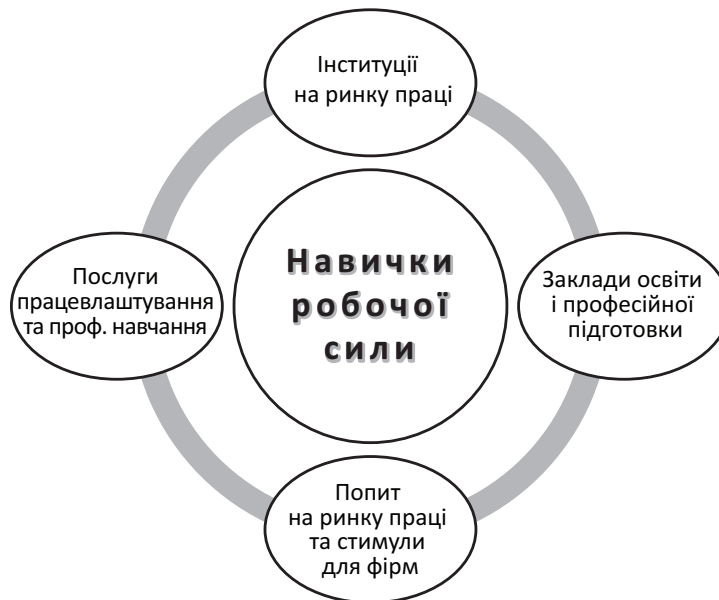 Інституції
на ринку праці
Навички
робочої
сили
Послуги
працевлаштування
та проф. навчання
Заклади освіти
і професійної
підготовки
Попит
на ринку праці
та стимули
для фірм